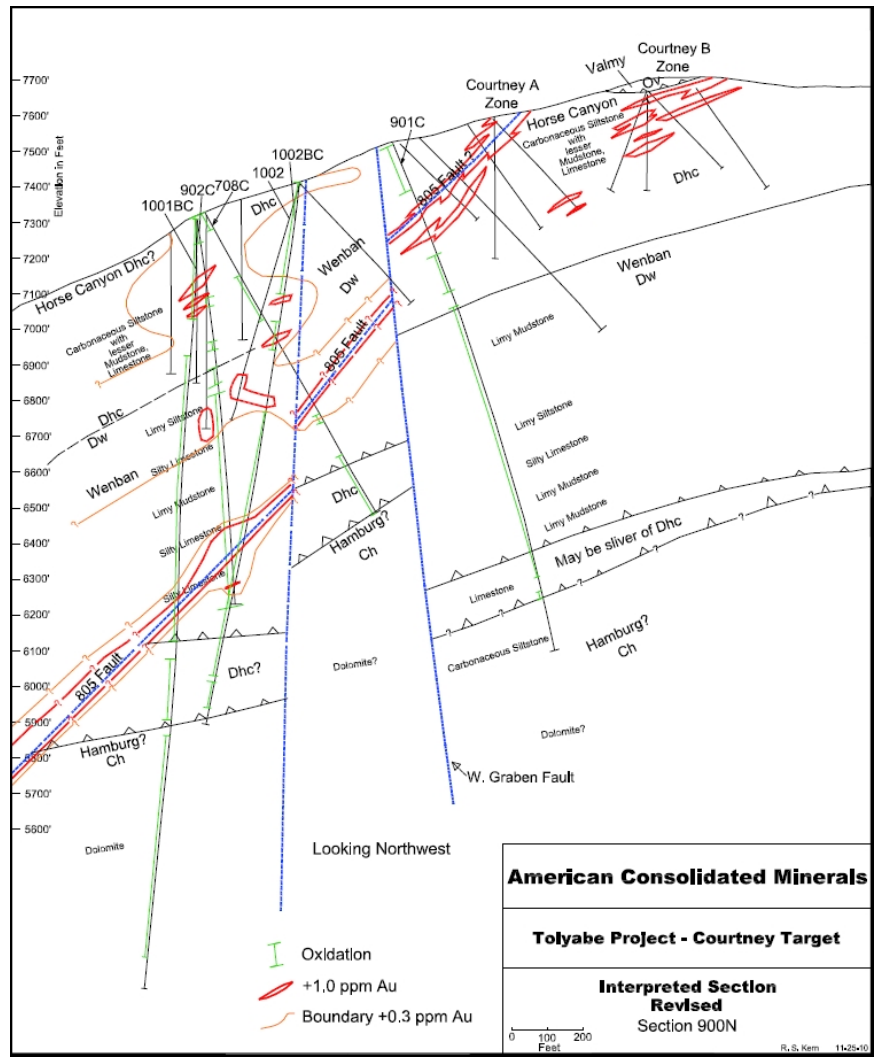 Courtney B
Zone
Valmy
Ov
Courtney A
Zone
Horse Canyon
Carbonaceous Siltstone
with
lesser
Mudstone,
Limestone
Dhc
901C
1002BC
1002
708C
902C
1001BC
Elevation in Feet
7700'
7600'
7500'
7400'
7300'
7200'
7100'
7000'
6900'
6800'
6700'
6600'
6500'
6400'
6300'
6200'
6100'
6000'
5900'
5800'
5700'
5600'
805 Fault ?
Dhc
Horse Canyon Dhc?
Carbonaceous Siltstone
with
lesser
Mudstone,
Limestone
Wenban
Dw
Wenban
Dw
805 Fault
Limy Mudstone
Dhc
Dw
Limy Siltstone
Limy Siltstone
Silty Limestone
Silty Limestone
Wenban
Limy Mudstone
Limy Mudstone
Limy Mudstone
Dhc
Hamburg?
Ch
Silty Limestone
Silty Limestone
May be sliver of Dhc
Limestone
Hamburg?
Ch
Carbonaceous Siltstone
805 Fault
Dhc?
Dolomite?
Dolomite?
Hamburg?
Ch
W. Graben Fault
Dolomite
Looking Northwest
Oxidation
+1,0 ppm Au
Boundary +0.3 ppm Au
American Consolidated Minerals
Tolyabe Project - Courtney Target
Interpreted Section
Revised
Section 900N
0 100 200
Feet
R. S. Kern 11-25-10